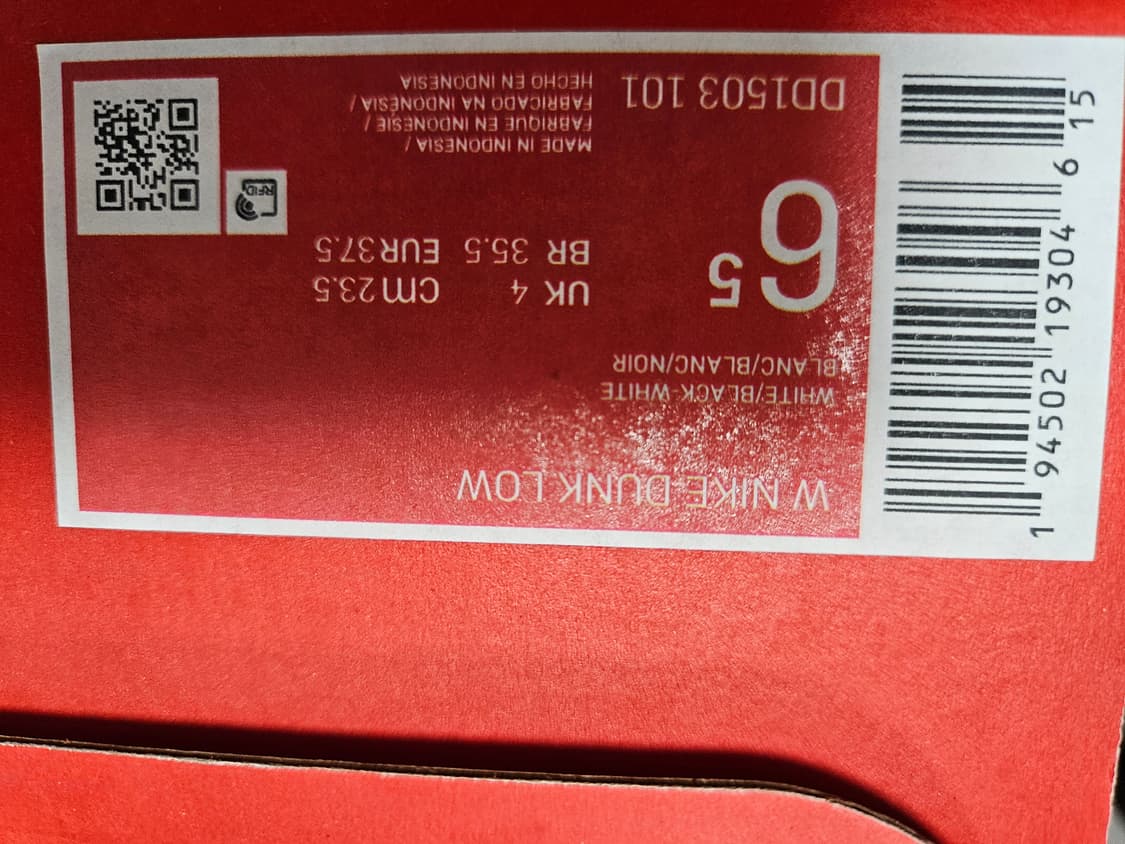 W NIKE DUNK LOW
WHITE/BLACK-WHITE
BLANC/BLANC/NOIR
6 5
UK 4 cm 23.5
BR 35.5 EUR 37.5
DD1503 101
MADE IN INDONESIA /
FABRIQUE EN INDONESIE /
FABRICADO NA INDONÉSIA /
HECHO EN INDONESIA
RFID
1 94502 19304 6 15